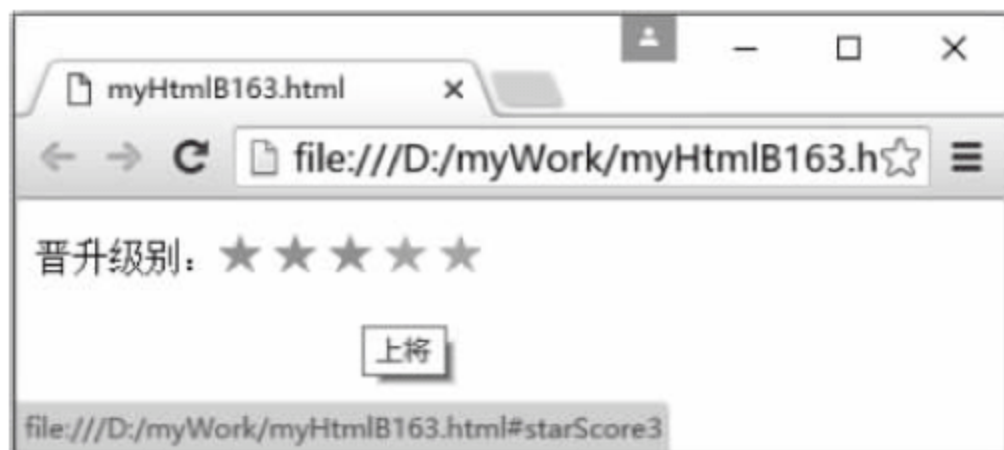 myHtmlB163.html
file:///D:/myWork/myHtmlB163.h
晋升级别：
上将
file:///D:/myWork/myHtmlB163.html#starScore3